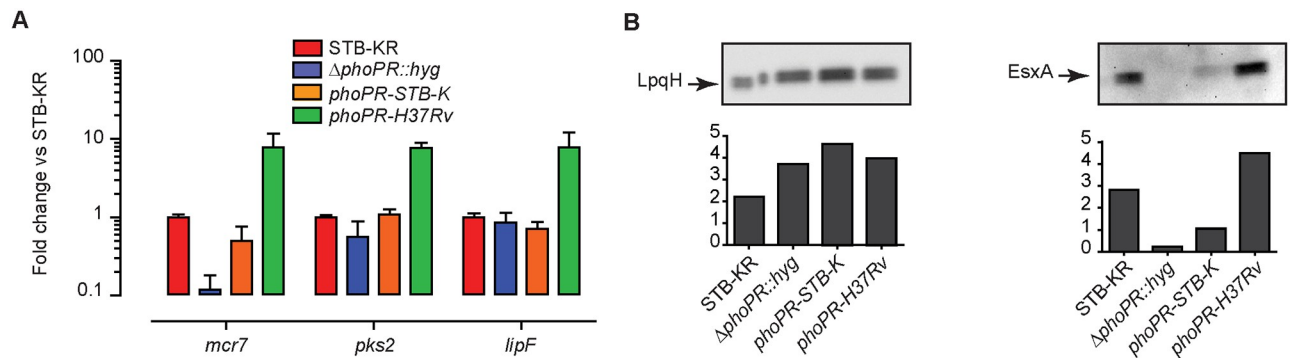 A
Fold change vs STB-KR
100
10
1
0.1
STB-KR
ΔphoPR::hyg
phoPR-STB-K
phoPR-H37Rv
mcr7
pks2
lipF
B
LpqH
5
4
3
2
1
0
STB-KR
ΔphoPR::hyg
phoPR-STB-K
phoPR-H37Rv
EsxA
5
4
3
2
1
0
STB-KR
ΔphoPR::hyg
phoPR-STB-K
phoPR-H37Rv